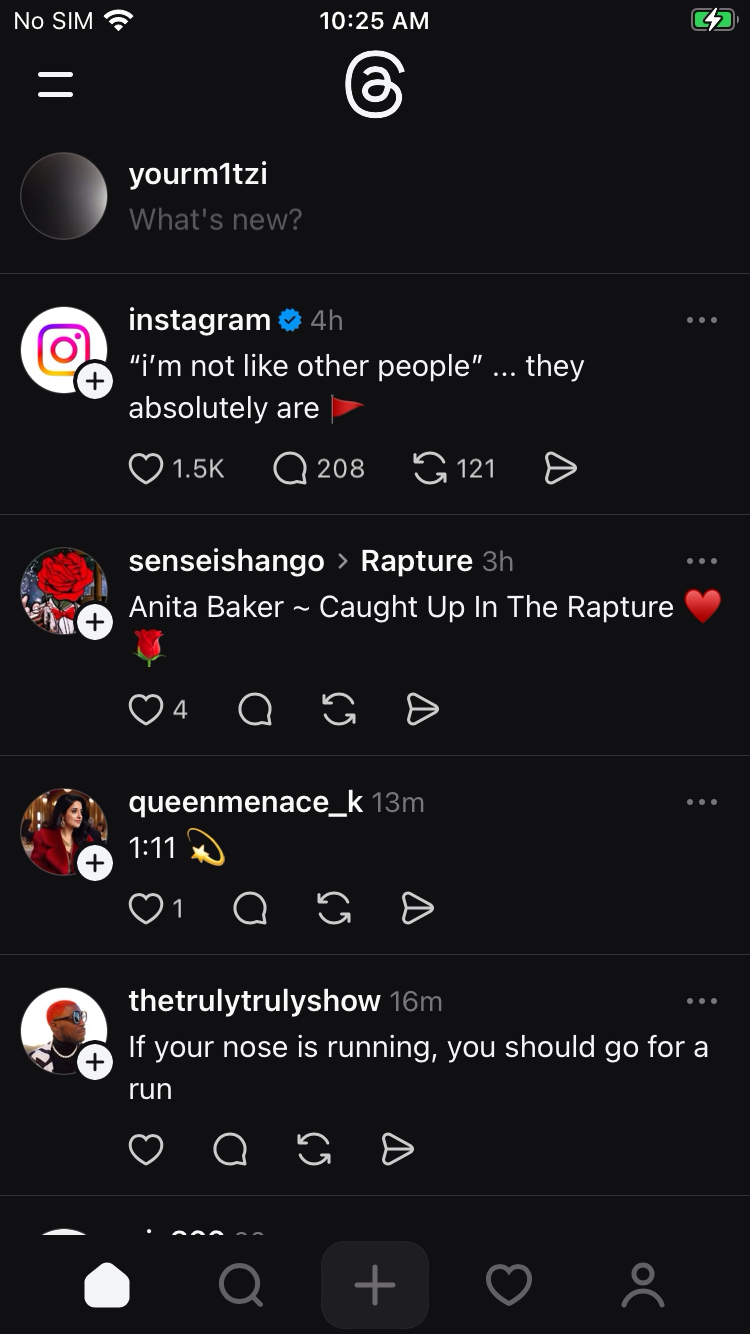 No SIM 10:25 AM
yourm1tzi
What's new?
instagram 4h
“i’m not like other people” ... they
absolutely are 🚩
1.5K 208 121
senseishango > Rapture 3h
Anita Baker ~ Caught Up In The Rapture ♥️
🌹
4
queenmenace_k 13m
1:11 💫
1
thetrulytrulyshow 16m
If your nose is running, you should go for a
run